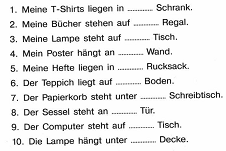 1. Meine T-Shirts liegen in ............ Schrank.
2. Meine Bücher stehen auf ............ Regal.
3. Meine Lampe steht auf ............ Tisch.
4. Mein Poster hängt an ............ Wand.
5. Meine Hefte liegen in ............ Rucksack.
6. Der Teppich liegt auf ............ Boden.
7. Der Papierkorb steht unter ............ Schreibtisch.
8. Der Sessel steht an ............ Tür.
9. Der Computer steht auf ............ Tisch.
10. Die Lampe hängt unter ............ Decke.